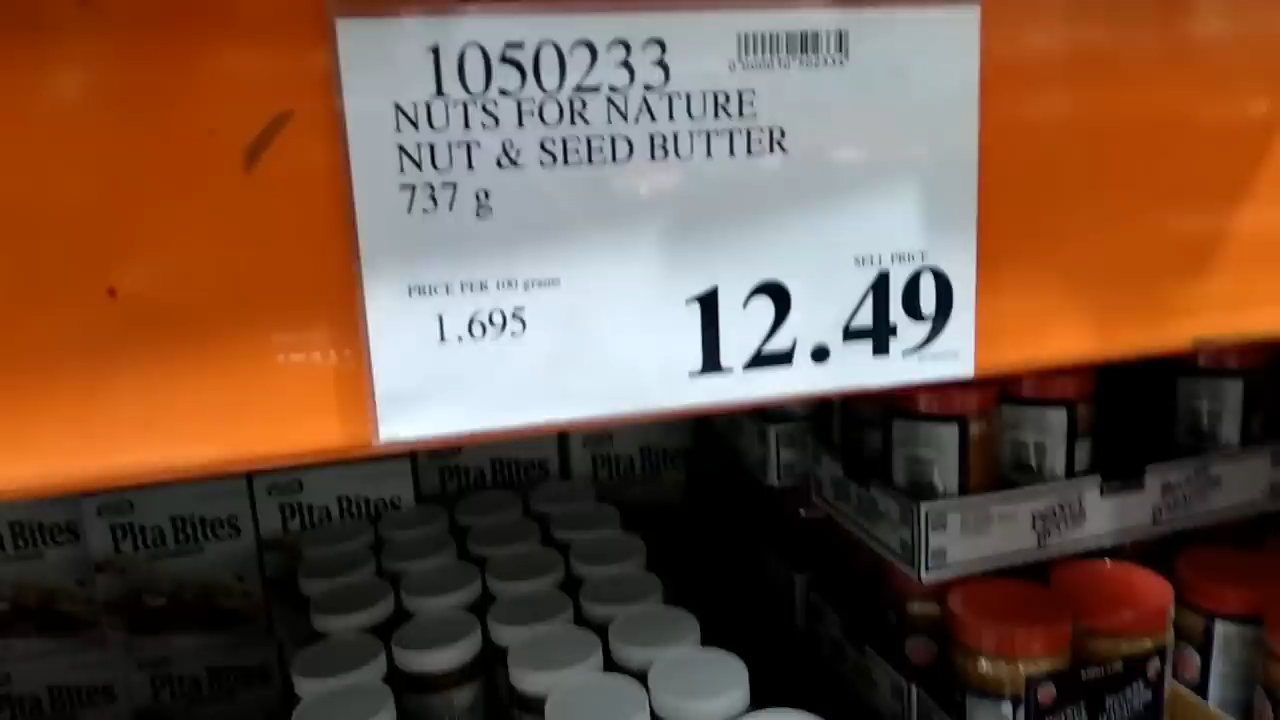 1050233
NUTS FOR NATURE
NUT & SEED BUTTER
737 g
PRICE PER 100 grams
1.695
SELL PRICE
12.49
Pita Bites
Pita Bites
Bites
Pita Bites
Pita Bites
Pita Bites
Pita Bites